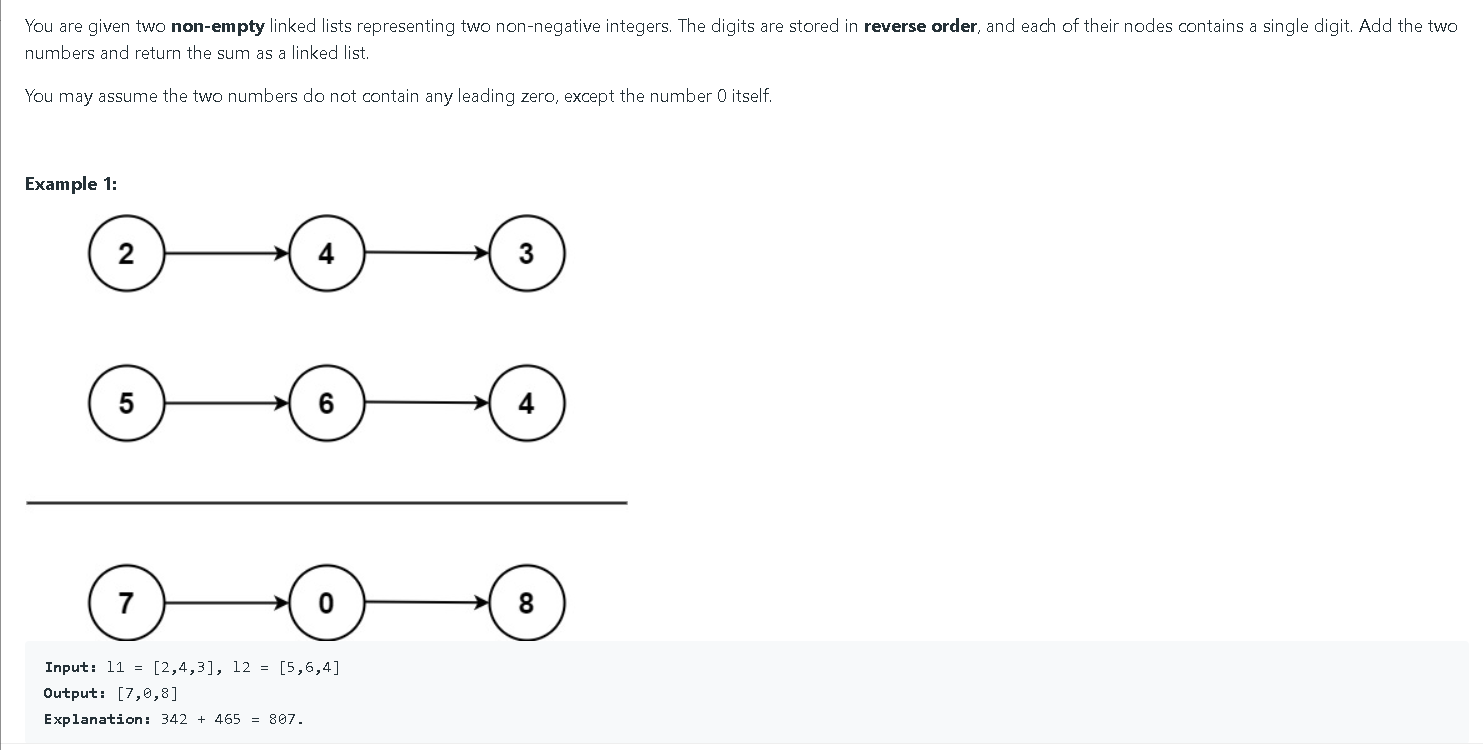 You are given two non-empty linked lists representing two non-negative integers. The digits are stored in reverse order, and each of their nodes contains a single digit. Add the two
numbers and return the sum as a linked list.
You may assume the two numbers do not contain any leading zero, except the number 0 itself.
Example 1:
2 4 3
5 6 4
7 0 8
Input: l1 = [2,4,3], l2 = [5,6,4]
Output: [7,0,8]
Explanation: 342 + 465 = 807.